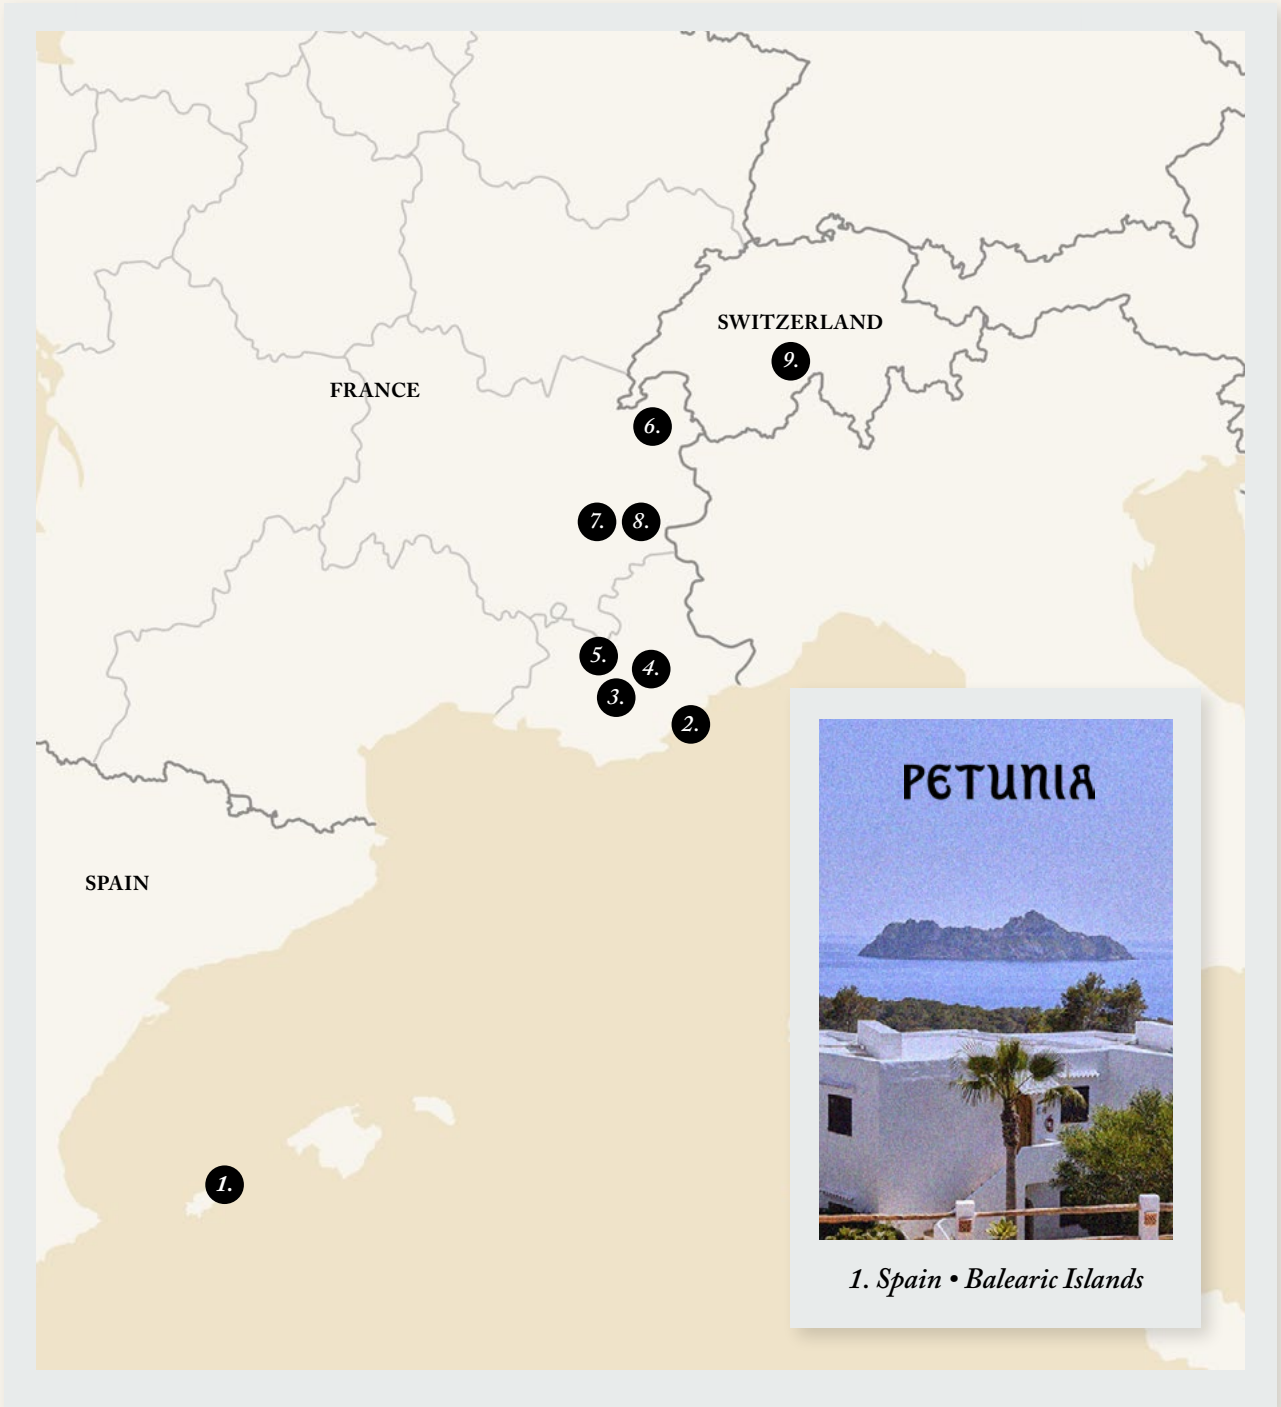 SWITZERLAND
9.
FRANCE
6.
7.
8.
5.
4.
3.
2.
PETUNIA
SPAIN
1.
1. Spain • Balearic Islands